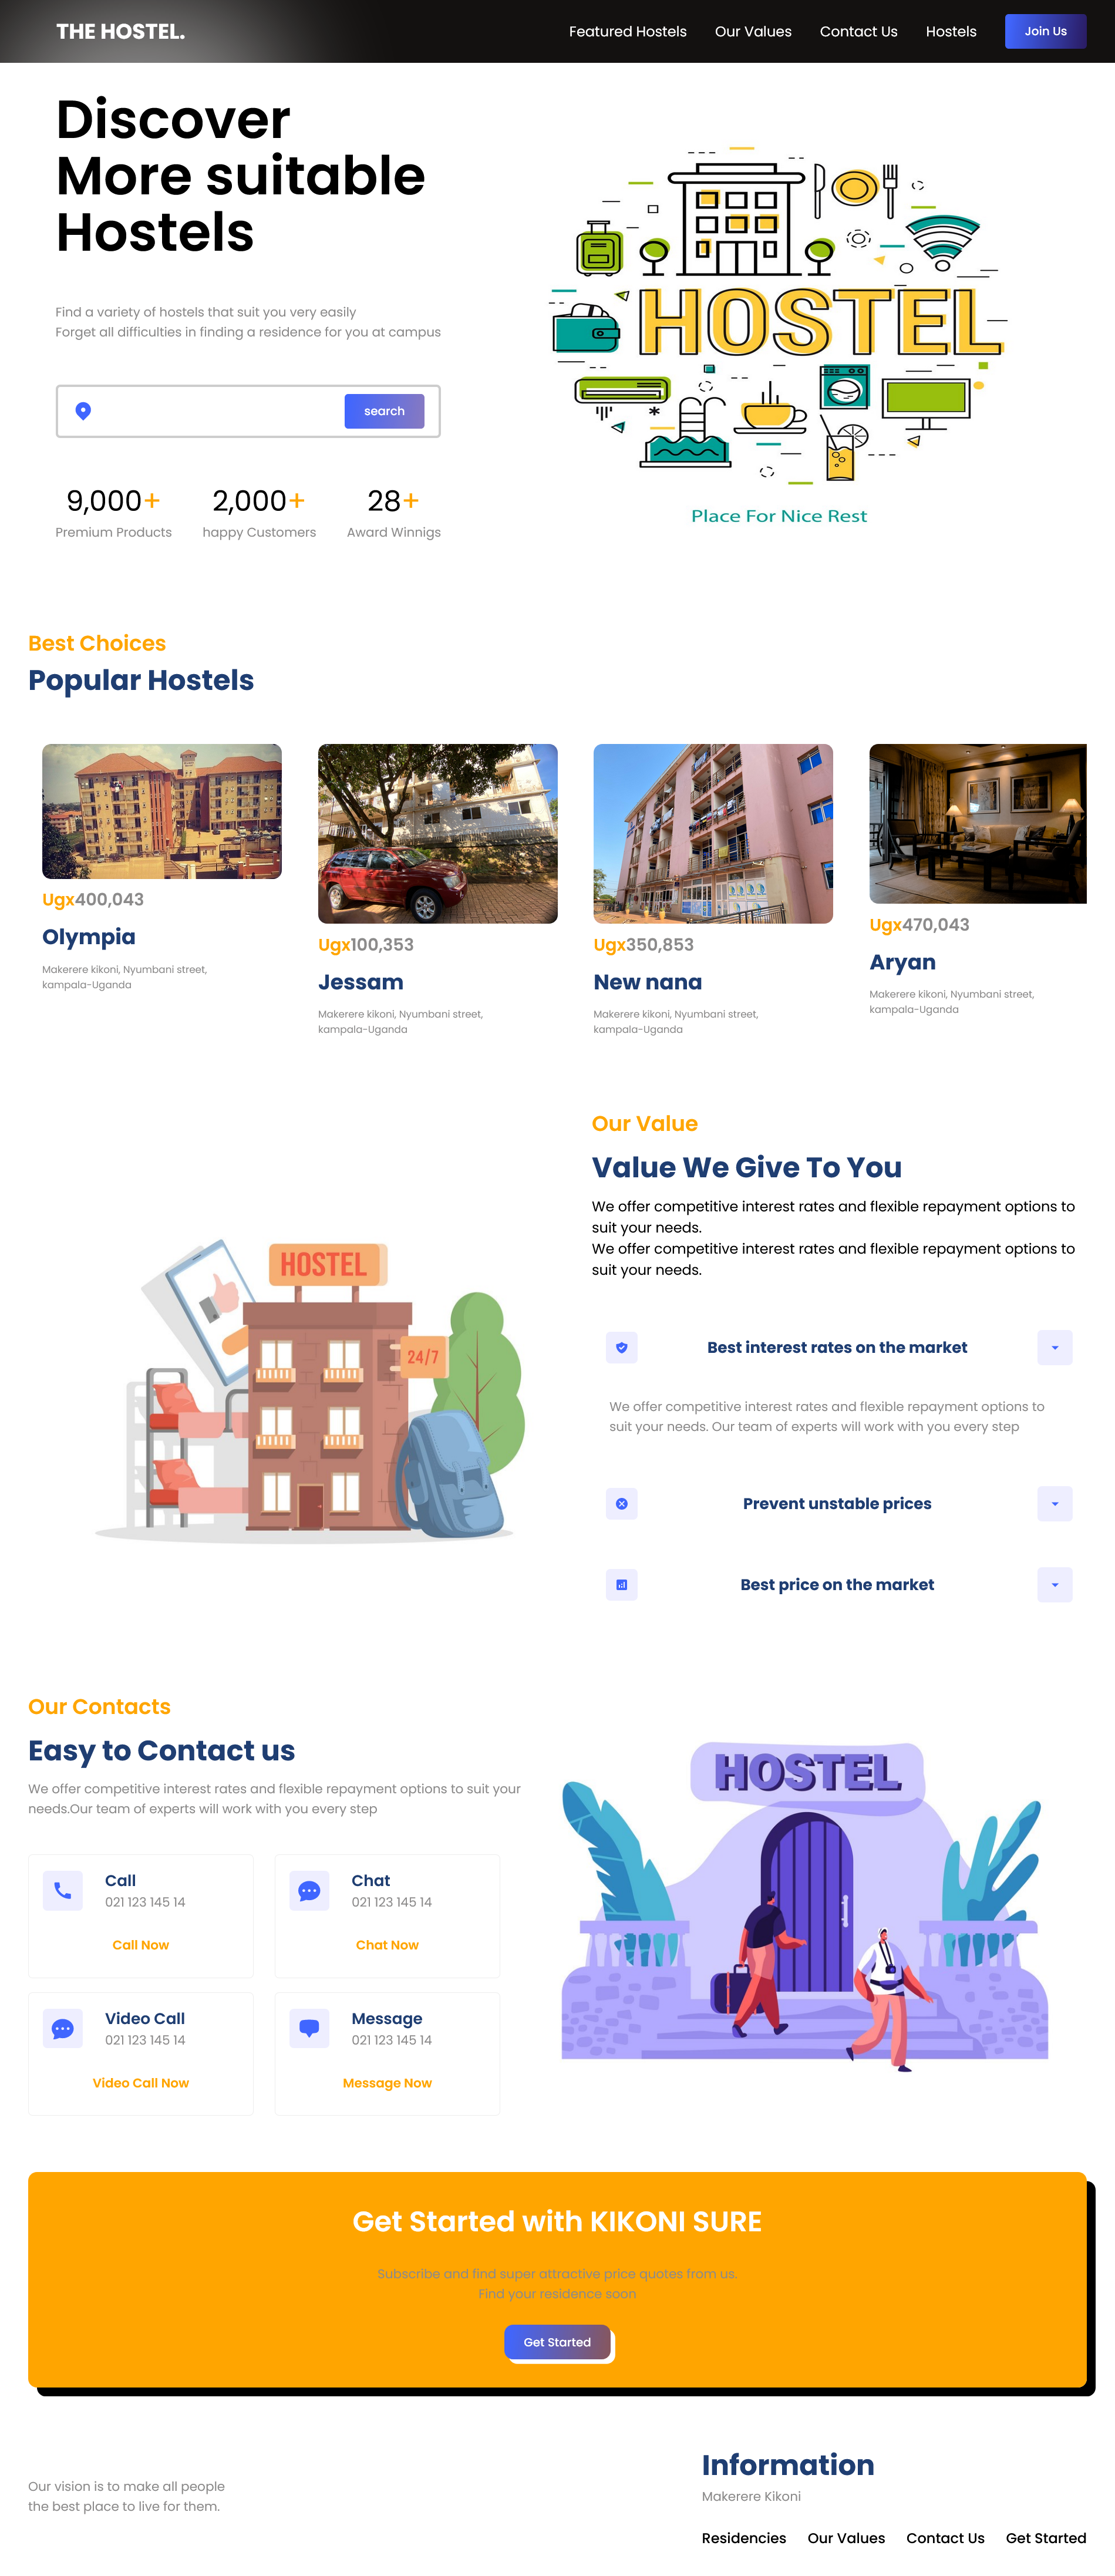 THE HOSTEL.
Featured Hostels
Our Values
Contact Us
Hostels
Join Us
Discover
More suitable
Hostels
Find a variety of hostels that suit you very easily
Forget all difficulties in finding a residence for you at campus
search
9,000+
Premium Products
2,000+
happy Customers
28+
Award Winnigs
HOSTEL
Place For Nice Rest
Best Choices
Popular Hostels
Ugx400,043
Olympia
Makerere kikoni, Nyumbani street,
kampala-Uganda
Ugx100,353
Jessam
Makerere kikoni, Nyumbani street,
kampala-Uganda
Ugx350,853
New nana
Makerere kikoni, Nyumbani street,
kampala-Uganda
Ugx470,043
Aryan
Makerere kikoni, Nyumbani street,
kampala-Uganda
HOSTEL
24/7
Our Value
Value We Give To You
We offer competitive interest rates and flexible repayment options to
suit your needs.
We offer competitive interest rates and flexible repayment options to
suit your needs.
Best interest rates on the market
We offer competitive interest rates and flexible repayment options to
suit your needs. Our team of experts will work with you every step
Prevent unstable prices
Best price on the market
Our Contacts
Easy to Contact us
We offer competitive interest rates and flexible repayment options to suit your
needs.Our team of experts will work with you every step
Call
021 123 145 14
Call Now
Chat
021 123 145 14
Chat Now
Video Call
021 123 145 14
Video Call Now
Message
021 123 145 14
Message Now
HOSTEL
Get Started with KIKONI SURE
Subscribe and find super attractive price quotes from us.
Find your residence soon
Get Started
Our vision is to make all people
the best place to live for them.
Information
Makerere Kikoni
Residencies
Our Values
Contact Us
Get Started